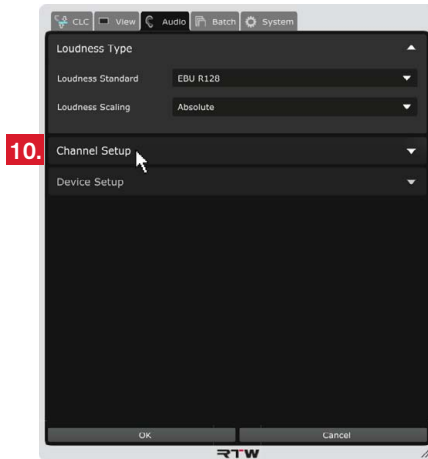 CLC View Audio Batch System
Loudness Type
Loudness Standard EBU R128
Loudness Scaling Absolute
10. Channel Setup
Device Setup
OK Cancel
RTW